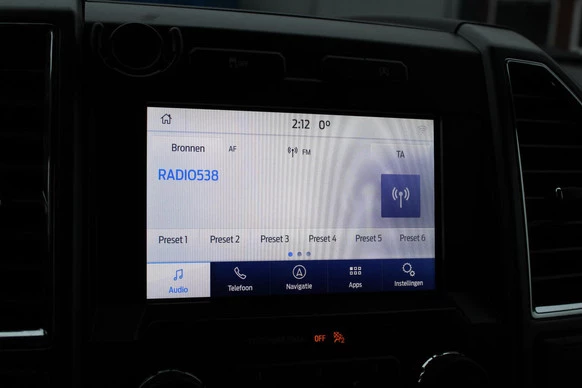 2:12 0°
Bronnen AF FM TA
RADIO538
Preset 1 Preset 2 Preset 3 Preset 4 Preset 5 Preset 6
Audio Telefoon Navigatie Apps Instellingen
OFF